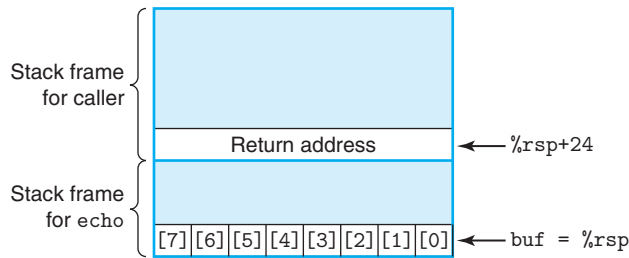 Stack frame
for caller
Return address
%rsp+24
Stack frame
for echo
[7] [6] [5] [4] [3] [2] [1] [0]
buf = %rsp